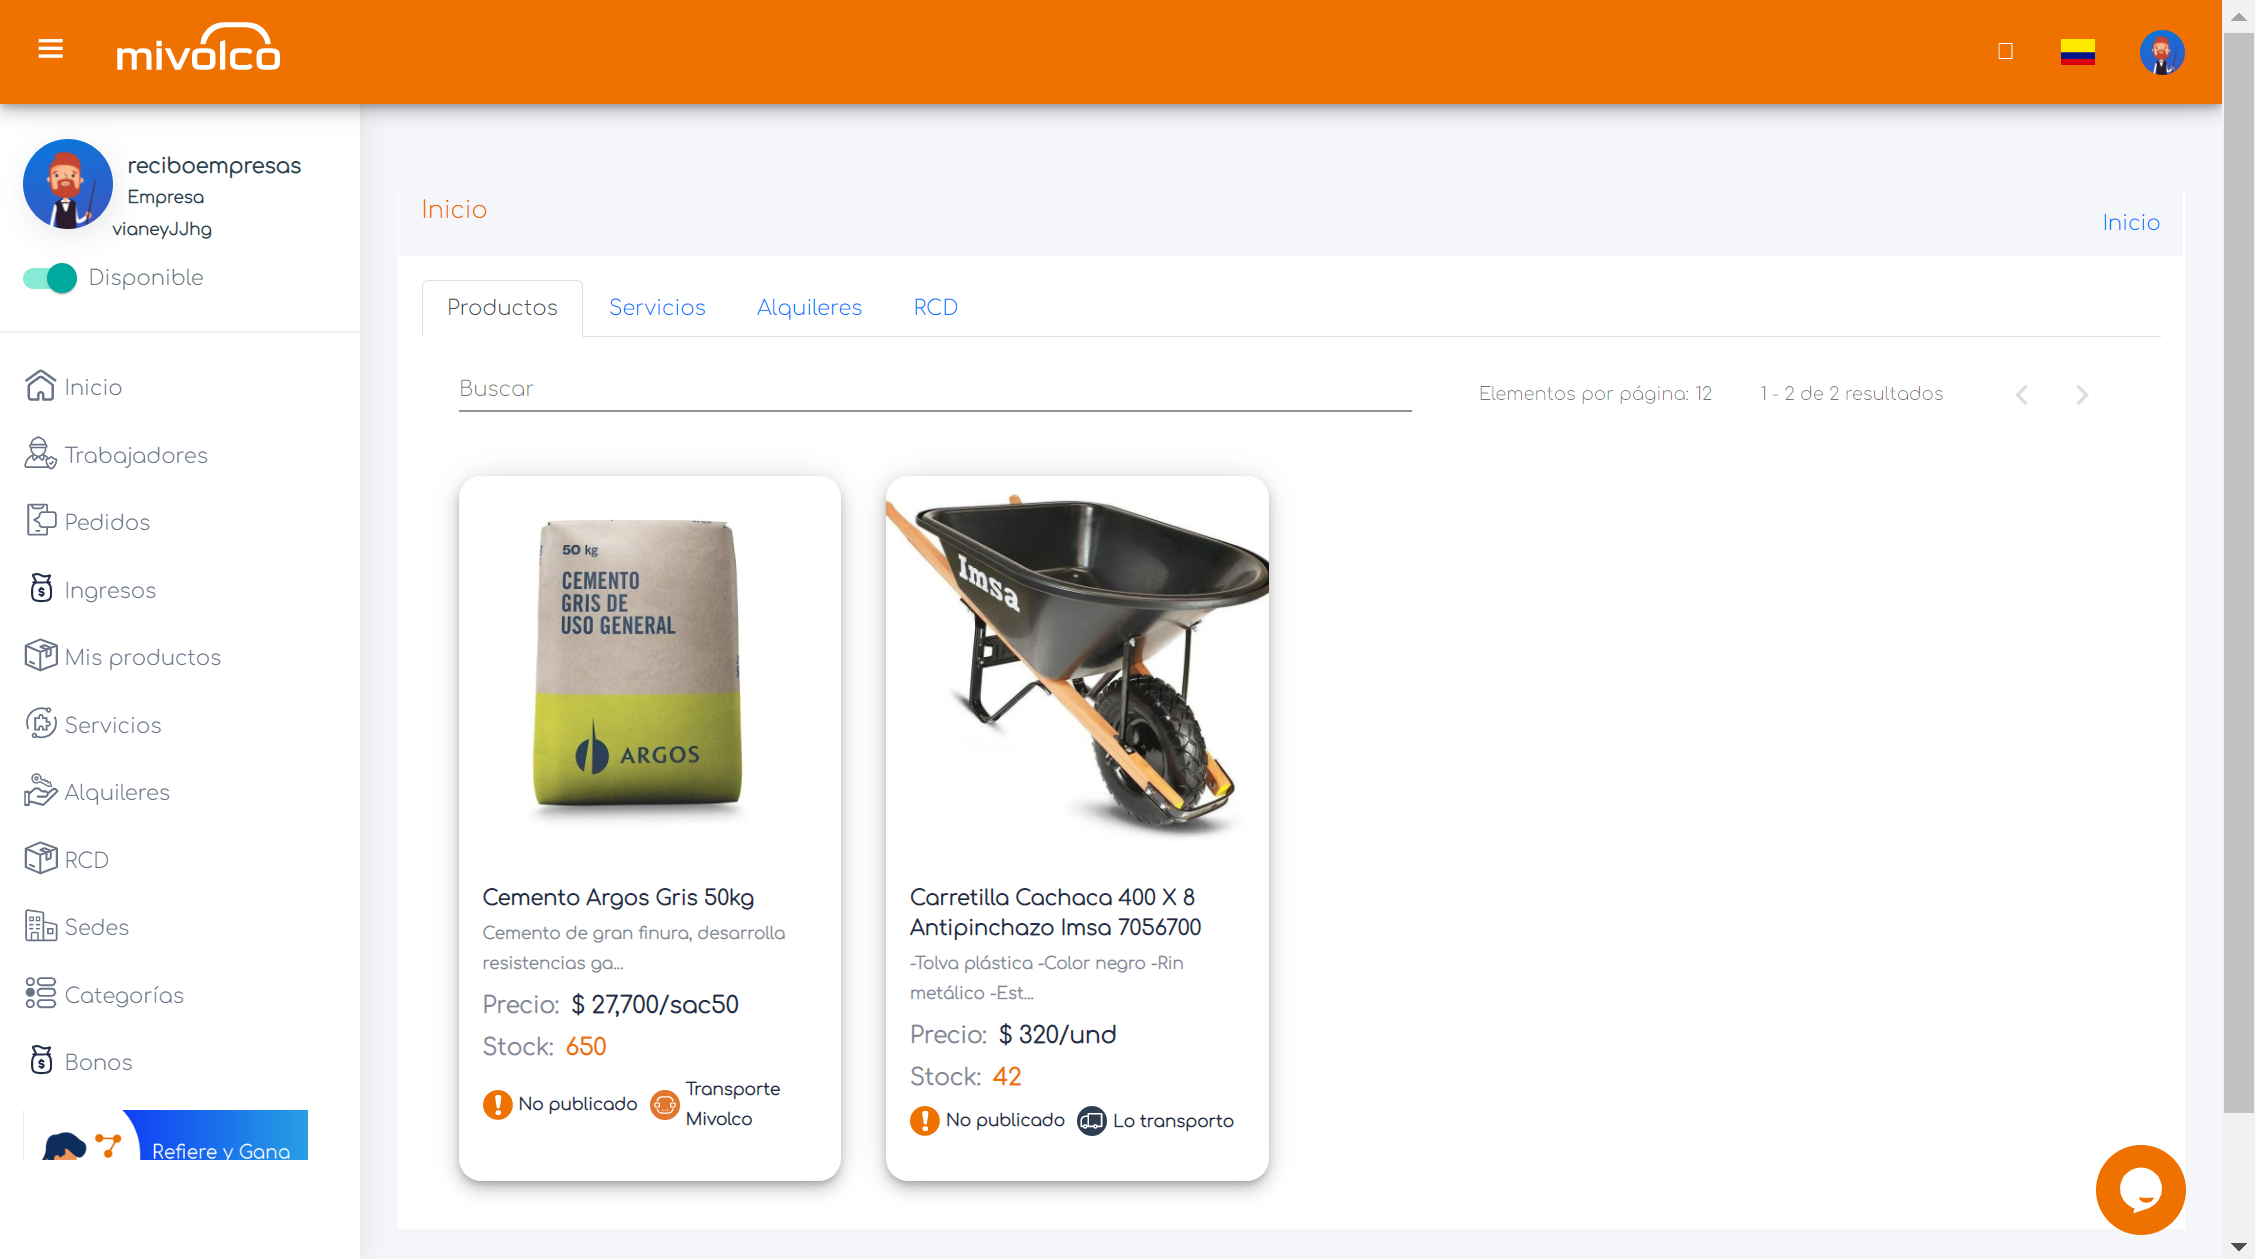 mivolco
reciboempresas
Empresa
vianeyJJhg
Disponible
Inicio
Trabajadores
Pedidos
Ingresos
Mis productos
Servicios
Alquileres
RCD
Sedes
Categorías
Bonos
Refiere y Gana
Inicio
Inicio
Productos
Servicios
Alquileres
RCD
Buscar
Elementos por página: 12
1 - 2 de 2 resultados
50 kg
CEMENTO
GRIS DE
USO GENERAL
ARGOS
Cemento Argos Gris 50kg
Cemento de gran finura, desarrolla
resistencias ga...
Precio: $ 27,700/sac50
Stock: 650
No publicado
Transporte
Mivolco
Imsa
Carretilla Cachaca 400 X 8
Antipinchazo Imsa 7056700
-Tolva plástica -Color negro -Rin
metálico -Est...
Precio: $ 320/und
Stock: 42
No publicado
Lo transporto